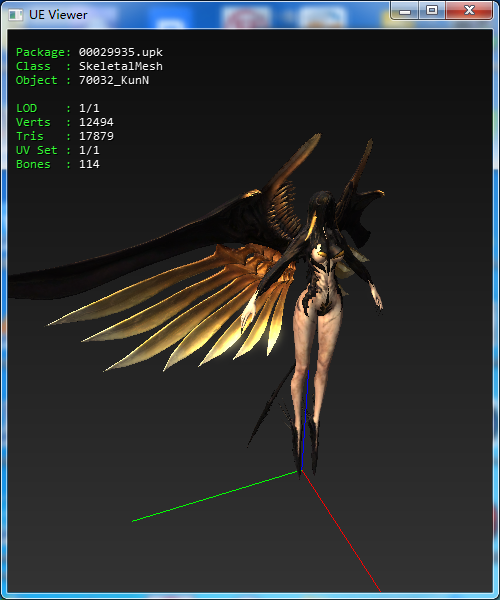 UE Viewer
Package: 00029935.upk
Class : SkeletalMesh
Object : 70032_KunN
LOD : 1/1
Verts : 12494
Tris : 17879
UV Set : 1/1
Bones : 114